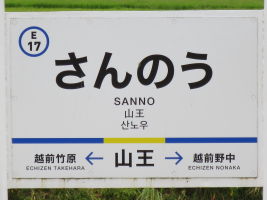 E
17
さんのう
SANNO
山王
산노우
越前竹原 ← 山王 → 越前野中
ECHIZEN TAKEHARA ECHIZEN NONAKA